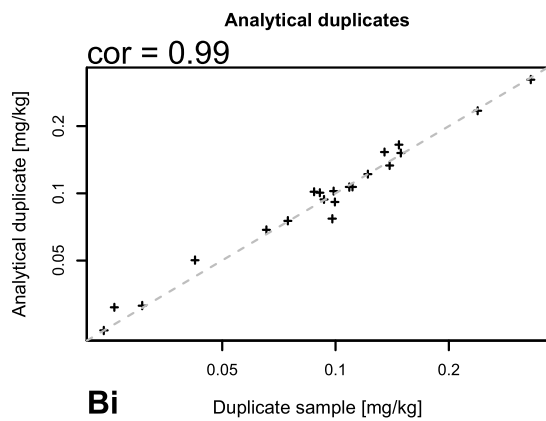 Analytical duplicates
cor = 0.99
Analytical duplicate [mg/kg]
0.2
0.1
0.05
0.05 0.1 0.2
Bi Duplicate sample [mg/kg]